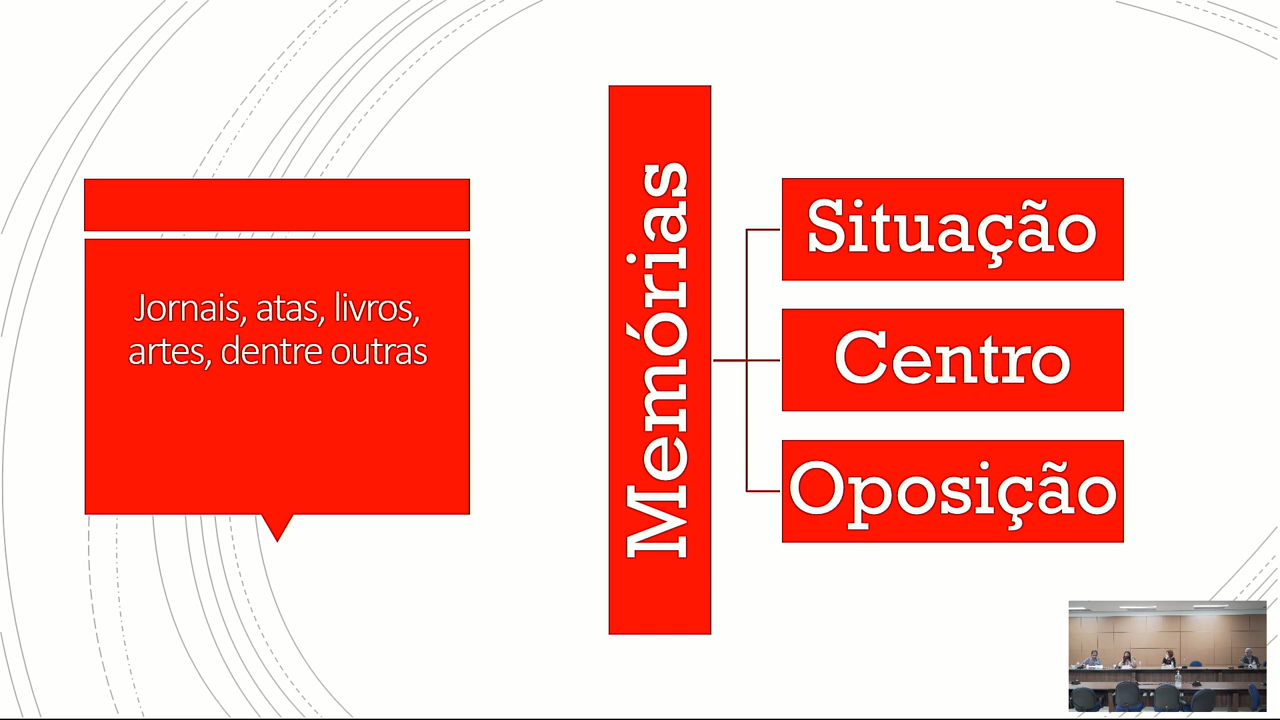 Jornais, atas, livros,
artes, dentre outras
Memórias
Situação
Centro
Oposição